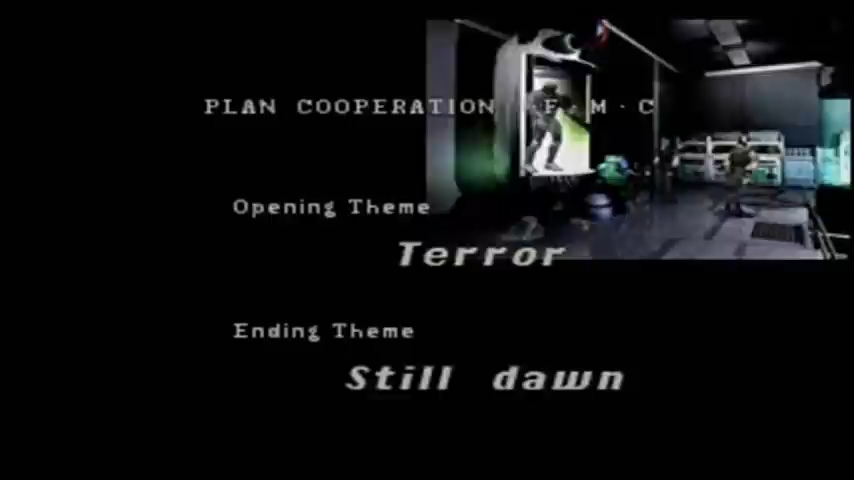 PLAN COOPERATION F·M·C
Opening Theme
Terror
Ending Theme
Still dawn